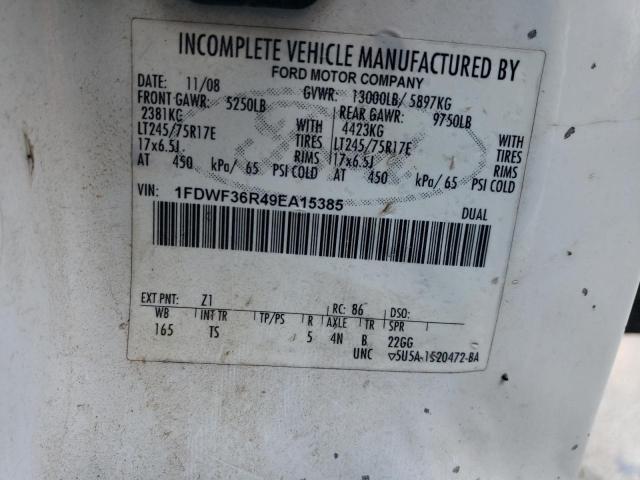 INCOMPLETE VEHICLE MANUFACTURED BY
FORD MOTOR COMPANY
DATE: 11/08 GVWR: 13000LB/ 5897KG
FRONT GAWR: 5250LB REAR GAWR: 9750LB
2381KG WITH 4423KG WITH
LT245/75R17E TIRES LT245/75R17E TIRES
17x6.5J RIMS 17x6.5J RIMS
AT 450 kPa/ 65 PSI COLD AT 450 kPa/ 65 PSI COLD
VIN: 1FDWF36R49EA15385
DUAL
EXT PNT: Z1 RC: 86 DSO:
WB INT TR TP/PS R AXLE TR SPR
165 TS 5 4N B 22GG
UNC ▽5U5A-1520472-BA